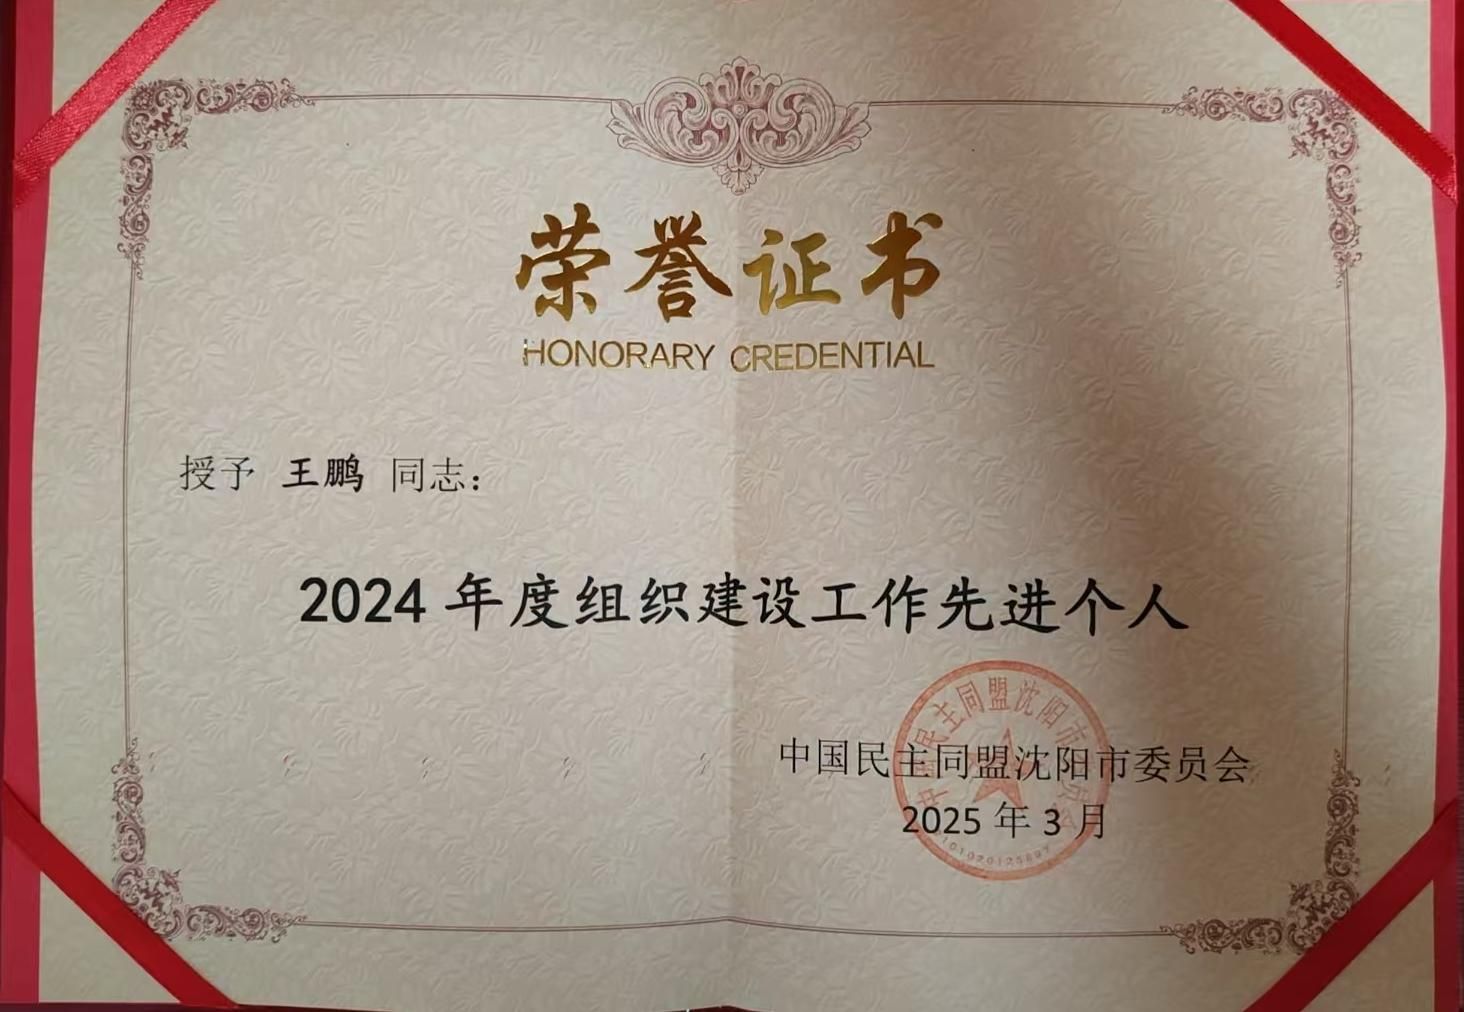 荣誉证书
HONORARY CREDENTIAL
授予 王鹏 同志：
2024 年度组织建设工作先进个人
中国民主同盟沈阳市委员会
2025 年 3 月